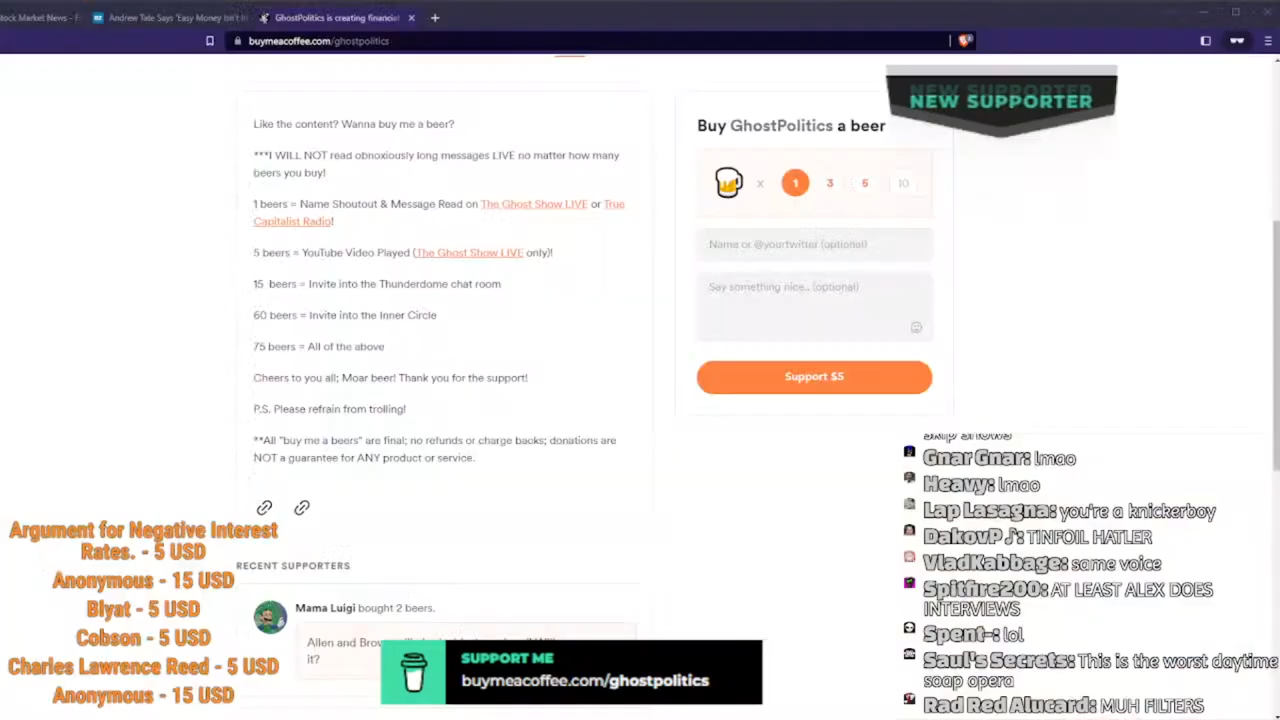 tock Market News - F
Andrew Tate Says "Easy Money Isn't
GhostPolitics is creating financial
buymeacoffee.com/ghostpolitics
NEW SUPPORTER
Like the content? Wanna buy me a beer?
***I WILL NOT read obnoxiously long messages LIVE no matter how many
beers you buy!
1 beers = Name Shoutout & Message Read on The Ghost Show LIVE or True
Capitalist Radio!
5 beers = YouTube Video Played (The Ghost Show LIVE only)!
15 beers = Invite into the Thunderdome chat room
60 beers = Invite into the Inner Circle
75 beers = All of the above
Cheers to you all; Moar beer! Thank you for the support!
P.S. Please refrain from trolling!
**All "buy me a beers" are final; no refunds or charge backs; donations are
NOT a guarantee for ANY product or service.
Buy GhostPolitics a beer
x 1 3 5 10
Name or @yourtwitter (optional)
Say something nice.. (optional)
Support $5
RECENT SUPPORTERS
Mama Luigi bought 2 beers.
Allen and
it?
Argument for Negative Interest
Rates. - 5 USD
Anonymous - 15 USD
Blyat - 5 USD
Cobson - 5 USD
Charles Lawrence Reed - 5 USD
Anonymous - 15 USD
SUPPORT ME
buymeacoffee.com/ghostpolitics
skip shows
Gnar Gnar: lmao
Heavy: lmao
Lap Lasagna: you're a knickerboy
DakovP♪: TINFOIL HATLER
VladKabbage: same voice
Spitfire200: AT LEAST ALEX DOES
INTERVIEWS
Spent-: lol
Saul's Secrets: This is the worst daytime
soap opera
Rad Red Alucard: MUH FILTERS